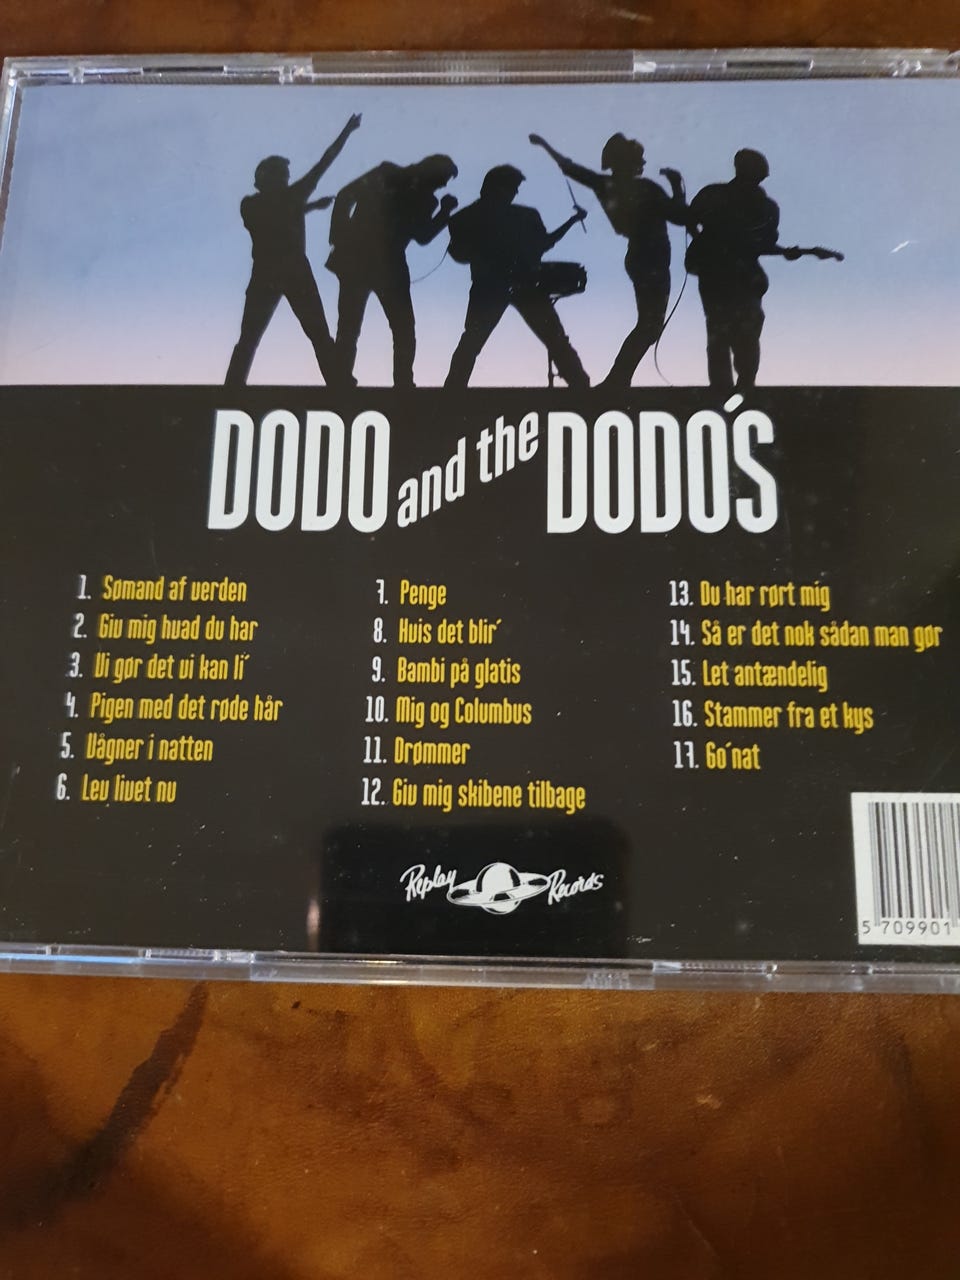 DODO and the DODO'S
1. Sømand af verden
2. Giv mig hvad du har
3. Vi gør det vi kan li'
4. Pigen med det røde hår
5. Vågner i natten
6. Lev livet nu
7. Penge
8. Hvis det blir'
9. Bambi på glatis
10. Mig og Columbus
11. Drømmer
12. Giv mig skibene tilbage
13. Du har rørt mig
14. Så er det nok sådan man gør
15. Let antændelig
16. Stammer fra et kys
17. Go'nat
Replay Records
5 709901